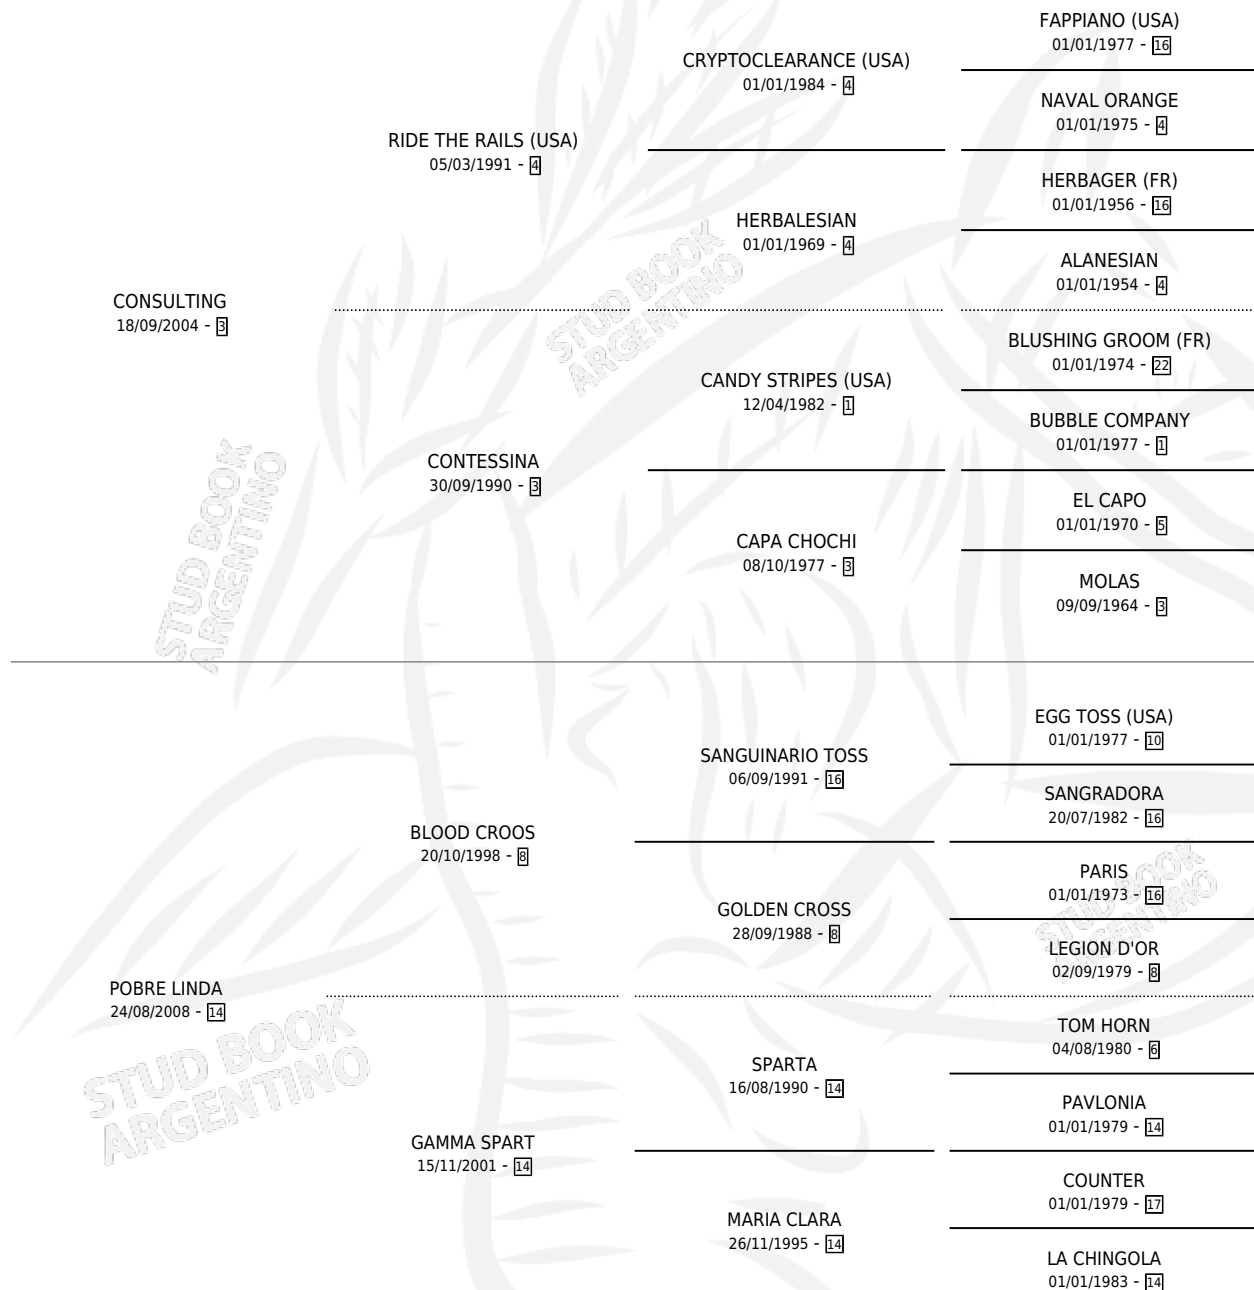 FAPPIANO (USA)
01/01/1977 - 16
CRYPTOCLEARANCE (USA)
01/01/1984 - 4
NAVAL ORANGE
01/01/1975 - 4
RIDE THE RAILS (USA)
05/03/1991 - 4
HERBAGER (FR)
01/01/1956 - 16
HERBALESIAN
01/01/1969 - 4
ALANESIAN
01/01/1954 - 4
STUD BOOK
ARGENTINO
CONSULTING
18/09/2004 - 3
BLUSHING GROOM (FR)
01/01/1974 - 22
CANDY STRIPES (USA)
12/04/1982 - 1
BUBBLE COMPANY
01/01/1977 - 1
CONTESSINA
30/09/1990 - 3
EL CAPO
01/01/1970 - 5
CAPA CHOCHI
08/10/1977 - 3
MOLAS
09/09/1964 - 3
STUD BOOK
ARGENTINO
EGG TOSS (USA)
01/01/1977 - 10
SANGUINARIO TOSS
06/09/1991 - 16
SANGRADORA
20/07/1982 - 16
BLOOD CROOS
20/10/1998 - 8
PARIS
01/01/1973 - 16
GOLDEN CROSS
28/09/1988 - 8
LEGION D'OR
02/09/1979 - 8
STUD BOOK
ARGENTINO
POBRE LINDA
24/08/2008 - 14
TOM HORN
04/08/1980 - 6
SPARTA
16/08/1990 - 14
PAVLONIA
01/01/1979 - 14
STUD BOOK
ARGENTINO
GAMMA SPART
15/11/2001 - 14
COUNTER
01/01/1979 - 17
MARIA CLARA
26/11/1995 - 14
LA CHINGOLA
01/01/1983 - 14